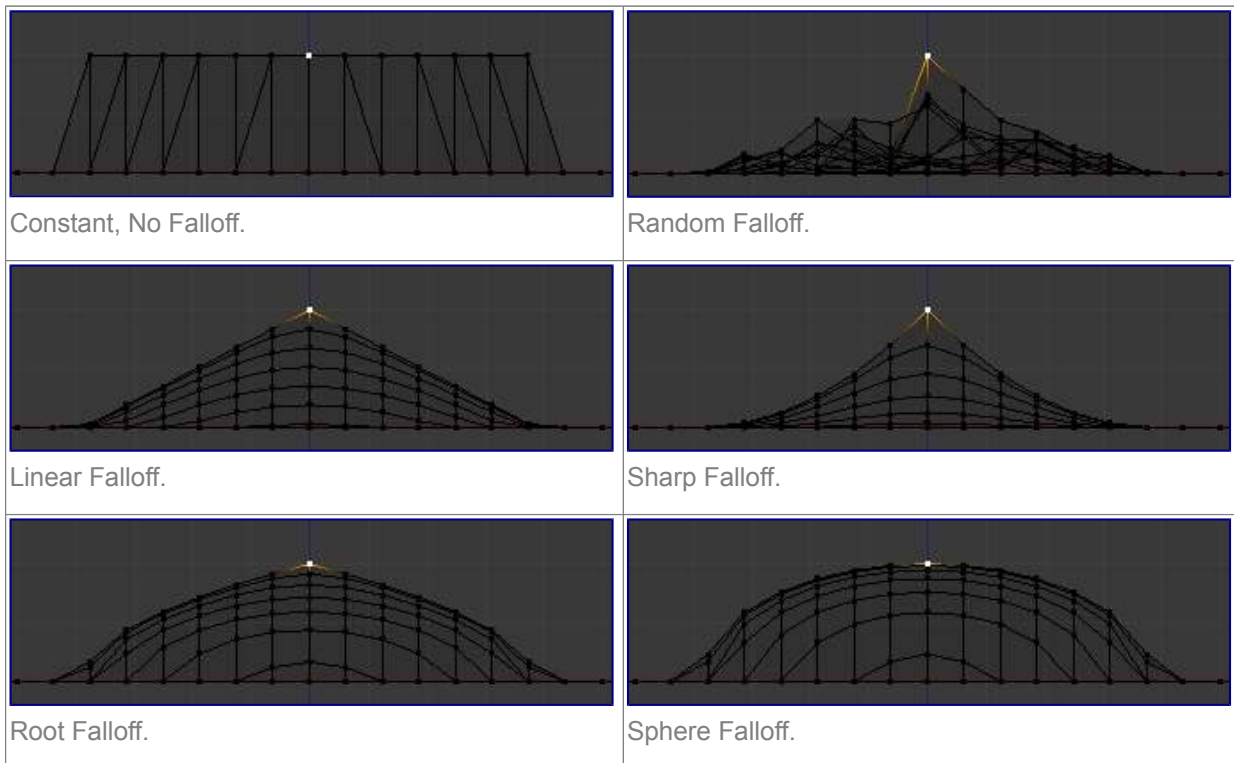 Constant, No Falloff.
Random Falloff.
Linear Falloff.
Sharp Falloff.
Root Falloff.
Sphere Falloff.